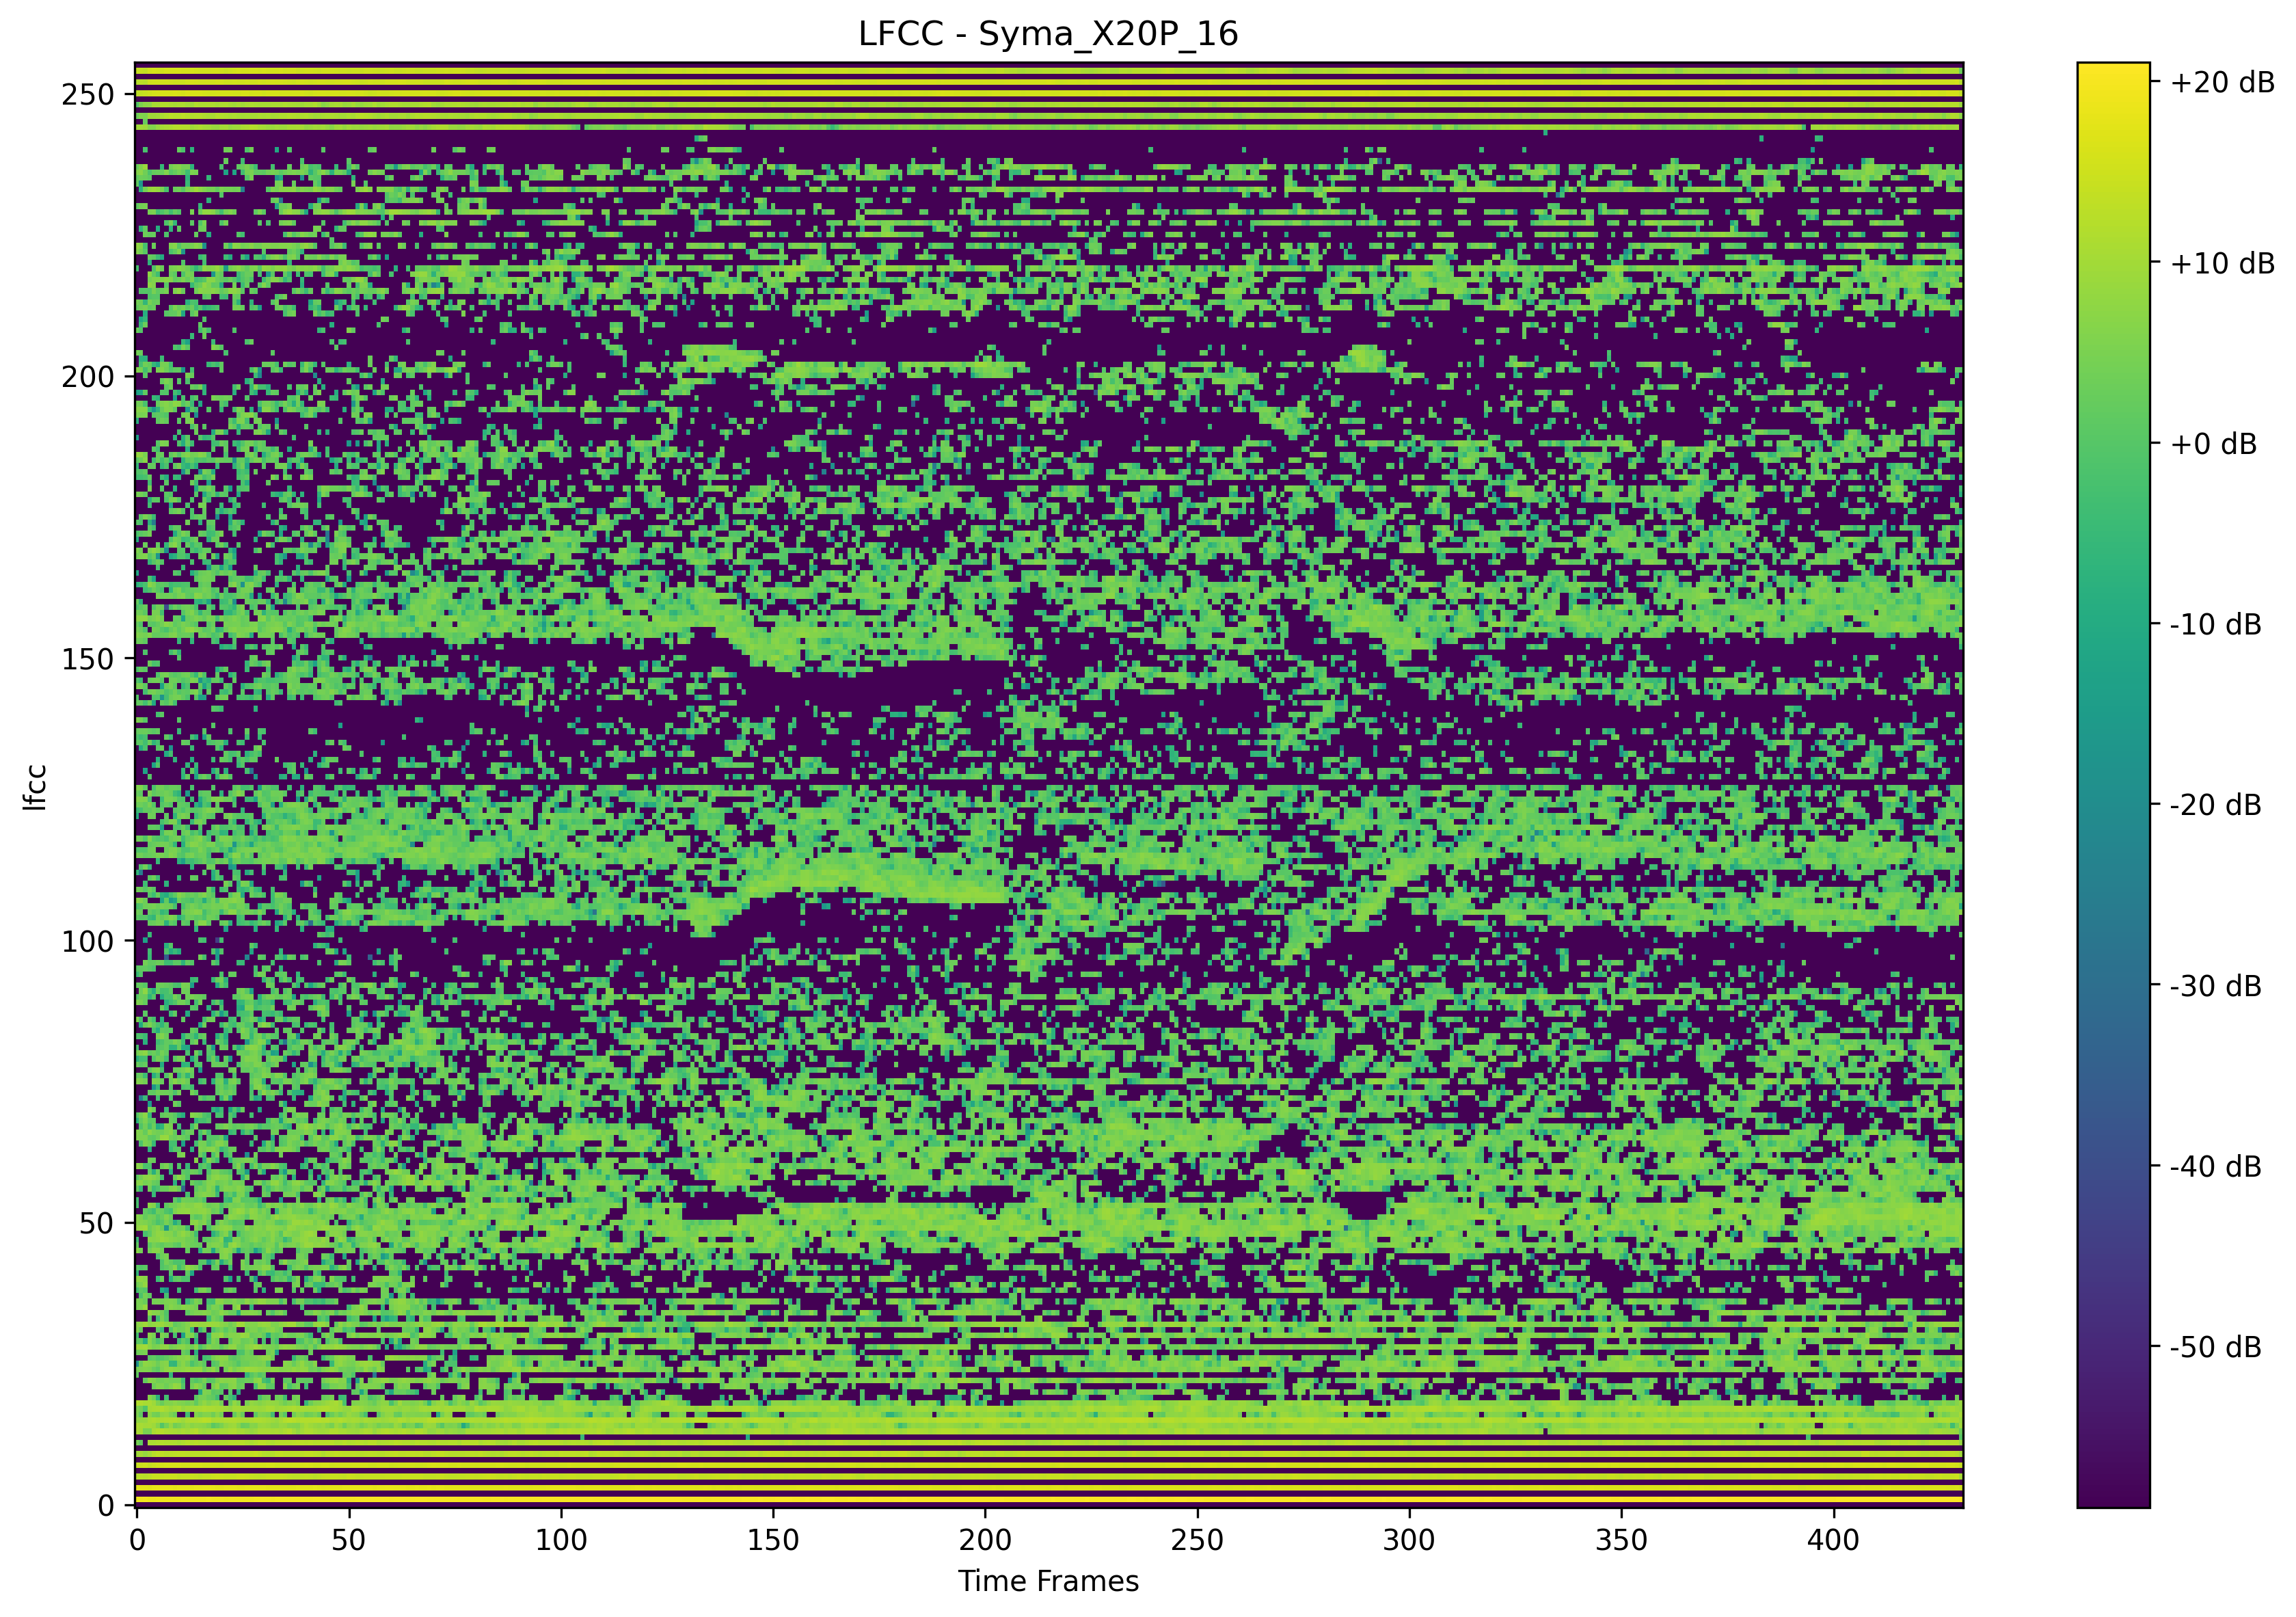 LFCC - Syma_X20P_16
250
200
150
100
50
0
lfcc
0 50 100 150 200 250 300 350 400
Time Frames
+20 dB
+10 dB
+0 dB
-10 dB
-20 dB
-30 dB
-40 dB
-50 dB